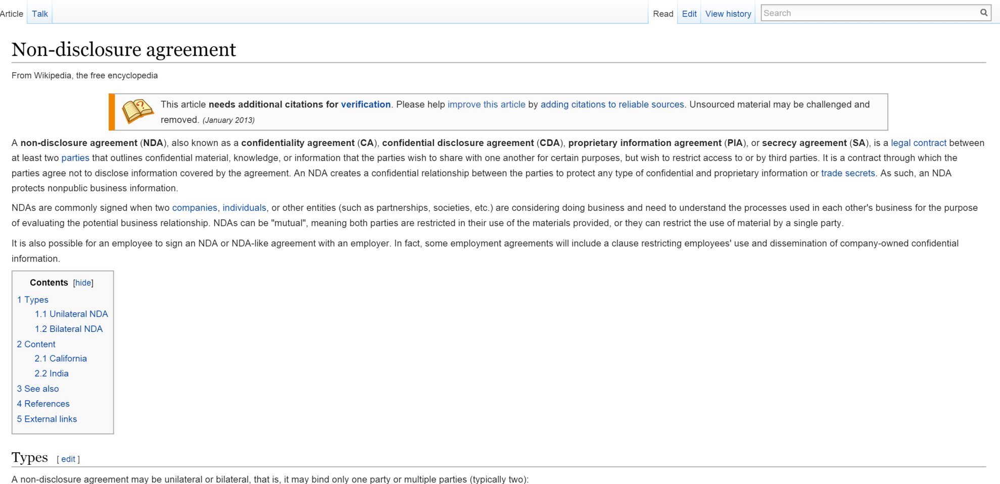 Article Talk Read Edit View history Search
Non-disclosure agreement
From Wikipedia, the free encyclopedia
This article needs additional citations for verification. Please help improve this article by adding citations to reliable sources. Unsourced material may be challenged and
removed. (January 2013)
A non-disclosure agreement (NDA), also known as a confidentiality agreement (CA), confidential disclosure agreement (CDA), proprietary information agreement (PIA), or secrecy agreement (SA), is a legal contract between
at least two parties that outlines confidential material, knowledge, or information that the parties wish to share with one another for certain purposes, but wish to restrict access to or by third parties. It is a contract through which the
parties agree not to disclose information covered by the agreement. An NDA creates a confidential relationship between the parties to protect any type of confidential and proprietary information or trade secrets. As such, an NDA
protects nonpublic business information.
NDAs are commonly signed when two companies, individuals, or other entities (such as partnerships, societies, etc.) are considering doing business and need to understand the processes used in each other's business for the purpose
of evaluating the potential business relationship. NDAs can be "mutual", meaning both parties are restricted in their use of the materials provided, or they can restrict the use of material by a single party.
It is also possible for an employee to sign an NDA or NDA-like agreement with an employer. In fact, some employment agreements will include a clause restricting employees' use and dissemination of company-owned confidential
information.
Contents [hide]
1 Types
1.1 Unilateral NDA
1.2 Bilateral NDA
2 Content
2.1 California
2.2 India
3 See also
4 References
5 External links
Types [ edit ]
A non-disclosure agreement may be unilateral or bilateral, that is, it may bind only one party or multiple parties (typically two):